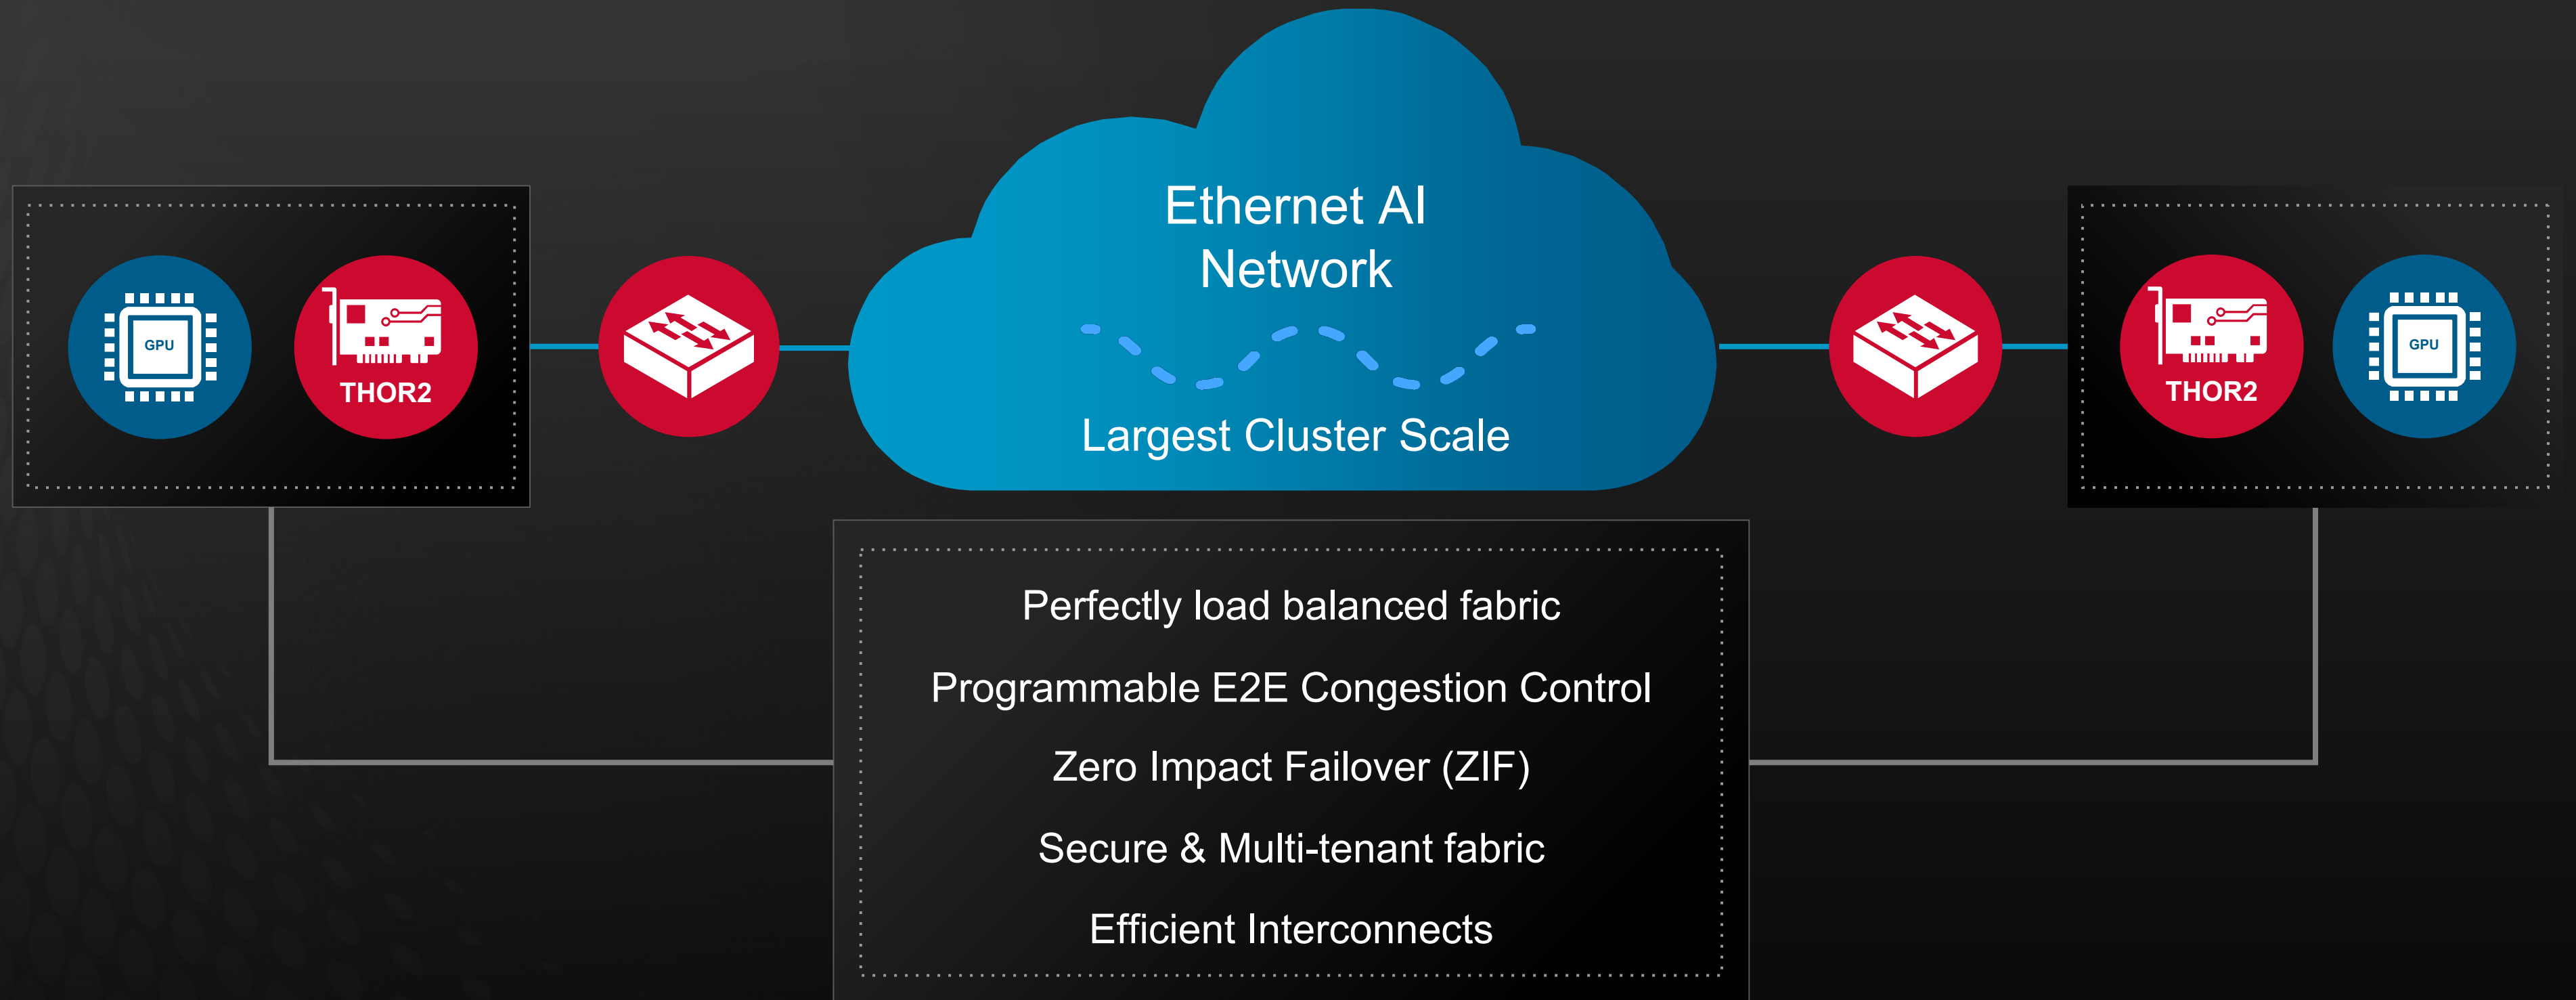 Ethernet AI
Network
Largest Cluster Scale
GPU
THOR2
THOR2
GPU
Perfectly load balanced fabric
Programmable E2E Congestion Control
Zero Impact Failover (ZIF)
Secure & Multi-tenant fabric
Efficient Interconnects